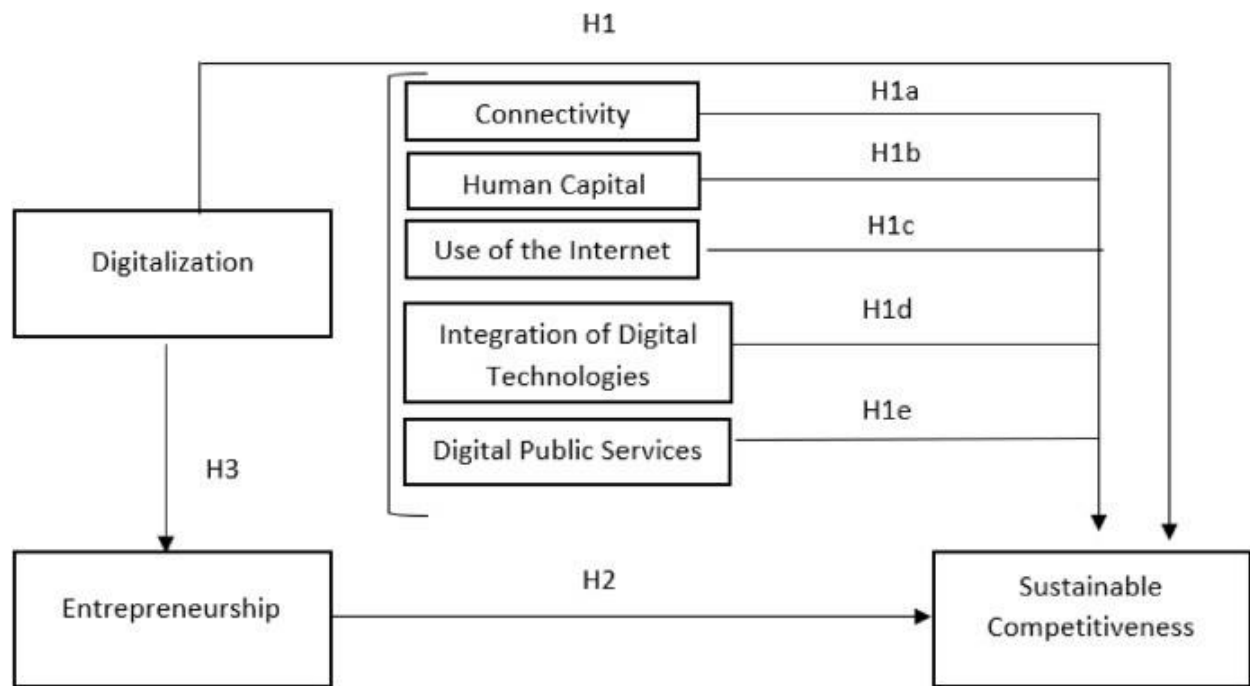 H1
Connectivity
H1a
Human Capital
H1b
Use of the Internet
H1c
Digitalization
Integration of Digital
Technologies
H1d
Digital Public Services
H1e
H3
Entrepreneurship
H2
Sustainable
Competitiveness